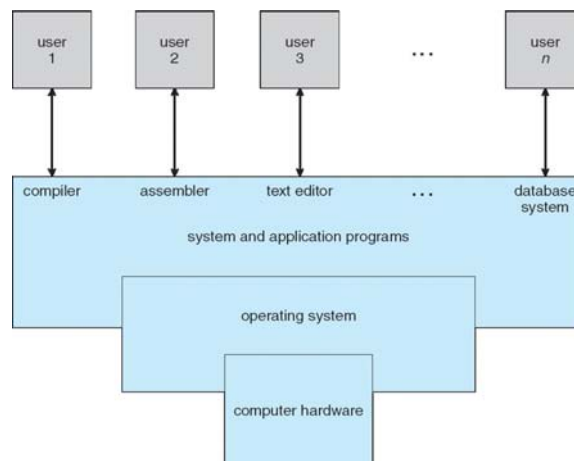 user
1
user
2
user
3
...
user
n
compiler
assembler
text editor
...
database
system
system and application programs
operating system
computer hardware